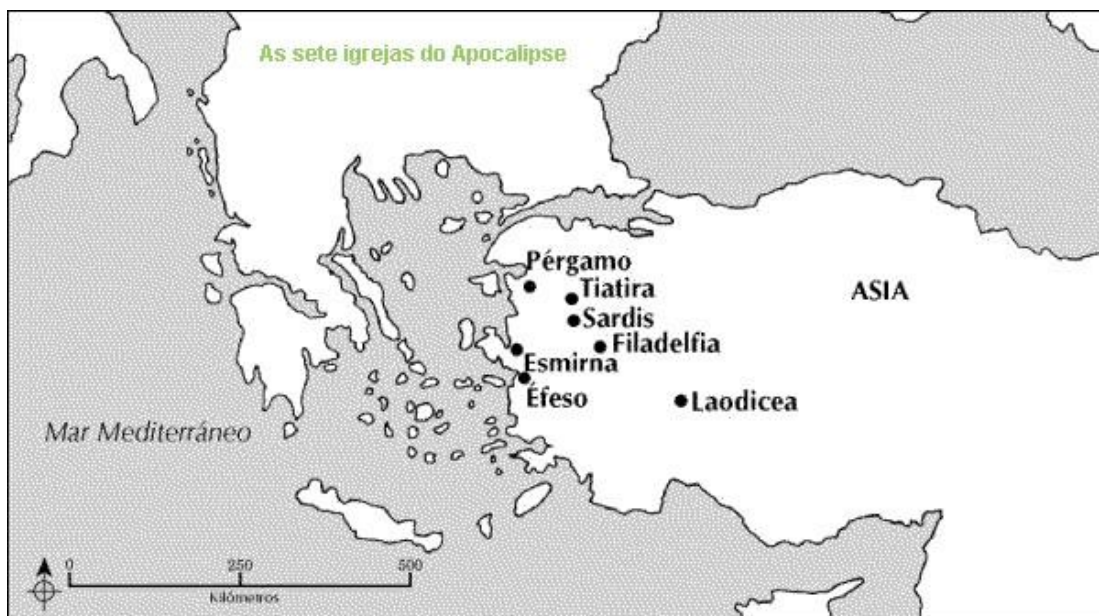 As sete igrejas do Apocalipse
Pérgamo
Tiatira
ASIA
Sardis
Filadelfia
Esmirna
Éfeso
Laodicea
Mar Mediterráneo
0 250 500
Kilómetros